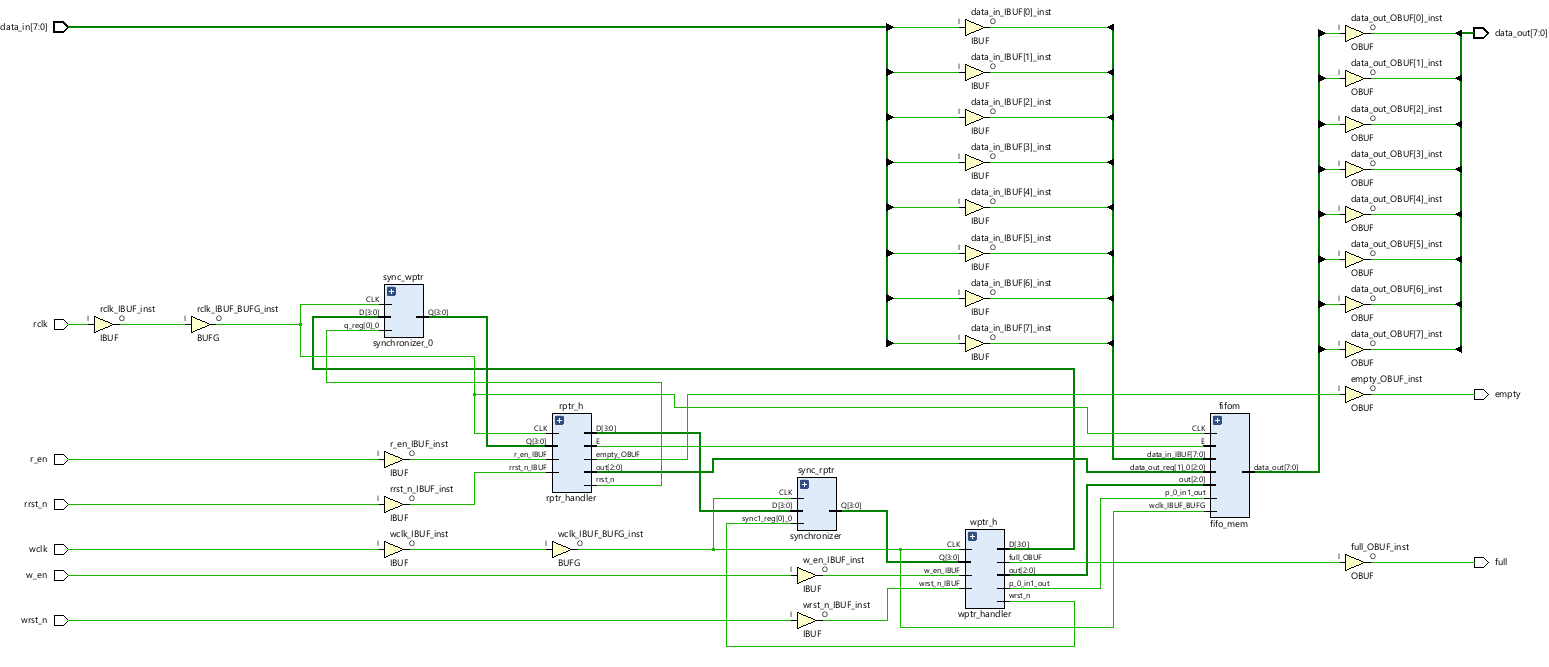 data_in[7:0]
data_in_IBUF[0]_inst
I
O
IBUF
data_in_IBUF[1]_inst
I
O
IBUF
data_in_IBUF[2]_inst
I
O
IBUF
data_in_IBUF[3]_inst
I
O
IBUF
data_in_IBUF[4]_inst
I
O
IBUF
data_in_IBUF[5]_inst
I
O
IBUF
data_in_IBUF[6]_inst
I
O
IBUF
data_in_IBUF[7]_inst
I
O
IBUF
data_out_OBUF[0]_inst
I
O
OBUF
data_out[7:0]
data_out_OBUF[1]_inst
I
O
OBUF
data_out_OBUF[2]_inst
I
O
OBUF
data_out_OBUF[3]_inst
I
O
OBUF
data_out_OBUF[4]_inst
I
O
OBUF
data_out_OBUF[5]_inst
I
O
OBUF
data_out_OBUF[6]_inst
I
O
OBUF
data_out_OBUF[7]_inst
I
O
OBUF
empty_OBUF_inst
I
O
OBUF
empty
rclk
rclk_IBUF_inst
I
O
IBUF
rclk_IBUF_BUFG_inst
I
O
BUFG
sync_wptr
CLK
D[3:0]
q_reg[0]_0
Q[3:0]
synchronizer_0
rptr_h
CLK
Q[3:0]
r_en_IBUF
rrst_n_IBUF
D[3:0]
E
empty_OBUF
out[2:0]
rrst_n
rptr_handler
r_en
r_en_IBUF_inst
I
O
IBUF
rrst_n
rrst_n_IBUF_inst
I
O
IBUF
sync_rptr
CLK
D[3:0]
sync1_reg[0]_0
Q[3:0]
synchronizer
fifom
CLK
E
data_in_IBUF[7:0]
data_out_reg[1]_0[2:0]
out[2:0]
p_0_in1_out
wclk_IBUF_BUFG
data_out[7:0]
fifo_mem
wclk
wclk_IBUF_inst
I
O
IBUF
wclk_IBUF_BUFG_inst
I
O
BUFG
wptr_h
CLK
Q[3:0]
w_en_IBUF
wrst_n_IBUF
D[3:0]
full_OBUF
out[2:0]
p_0_in1_out
wrst_n
wptr_handler
full_OBUF_inst
I
O
OBUF
full
w_en
w_en_IBUF_inst
I
O
IBUF
wrst_n
wrst_n_IBUF_inst
I
O
IBUF